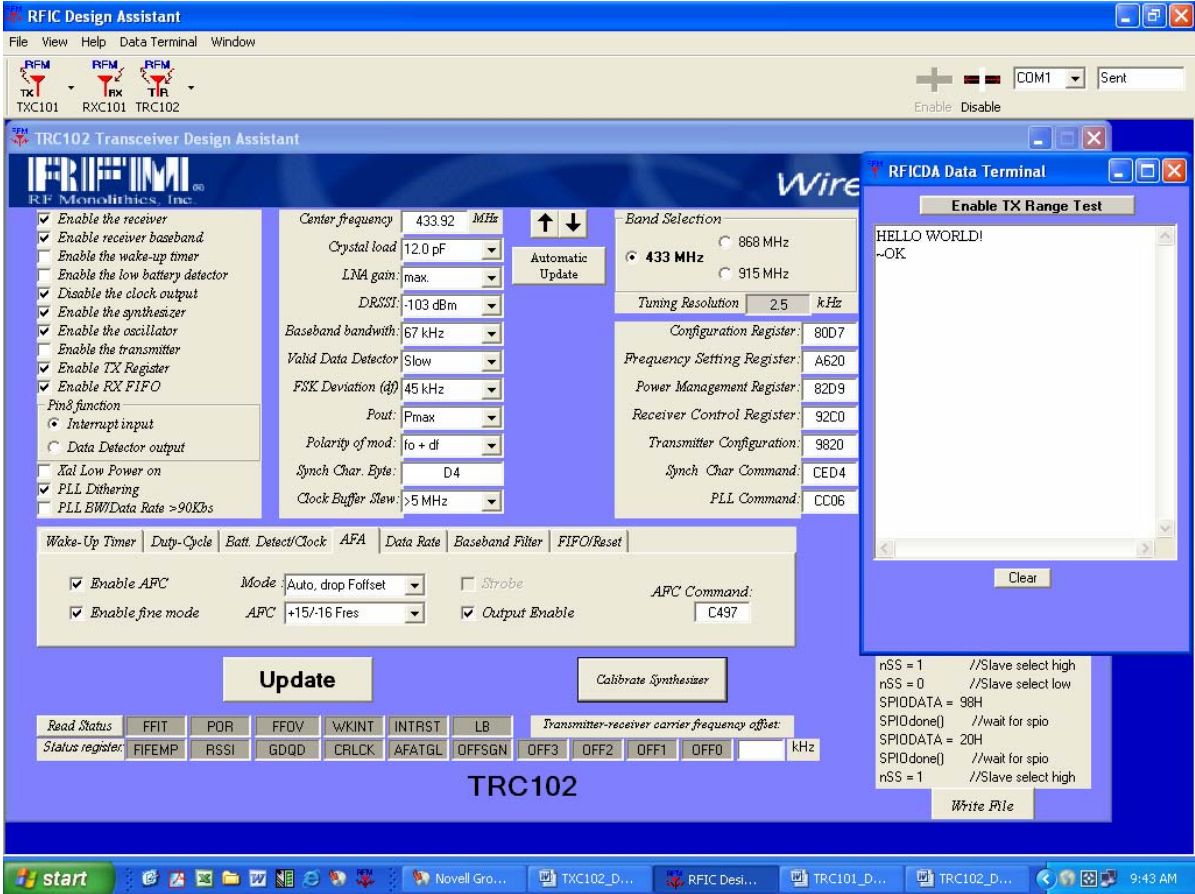 RFIC Design Assistant
File View Help Data Terminal Window
RFM RFM RFM
TX RX T/R
TXC101 RXC101 TRC102
Enable Disable
COM1
Sent
TRC102 Transceiver Design Assistant
RFM
RF Monolithics, Inc.
Wire
Enable the receiver
Enable receiver baseband
Enable the wake-up timer
Enable the low battery detector
Disable the clock output
Enable the synthesizer
Enable the oscillator
Enable the transmitter
Enable TX Register
Enable RX FIFO
Pin8 function
Interrupt input
Data Detector output
Xal Low Power on
PLL Dithering
PLL BW/Data Rate >90Kbs
Center frequency 433.92 MHz
Crystal load 12.0 pF
LNA gain: max.
DRSSI: -103 dBm
Baseband bandwith: 67 kHz
Valid Data Detector Slow
FSK Deviation (df) 45 kHz
Pout: Pmax
Polarity of mod: fo + df
Synch Char. Byte: D4
Clock Buffer Slew: >5 MHz
Automatic
Update
Band Selection
868 MHz
433 MHz
915 MHz
Tuning Resolution 2.5 kHz
Configuration Register: 80D7
Frequency Setting Register: A620
Power Management Register: 82D9
Receiver Control Register: 92C0
Transmitter Configuration: 9820
Synch Char Command: CED4
PLL Command: CC06
Wake-Up Timer Duty-Cycle Batt. Detect/Clock AFA Data Rate Baseband Filter FIFO/Reset
Enable AFC Mode : Auto, drop Foffset Strobe
Enable fine mode AFC +15/-16 Fres Output Enable
AFC Command:
C497
Update
Calibrate Synthesizer
Read Status FFIT POR FFOV WKINT INTRST LB Transmitter-receiver carrier frequency offset:
Status register: FIFEMP RSSI GDQD CRLCK AFATGL OFFSGN OFF3 OFF2 OFF1 OFF0 kHz
TRC102
RFICDA Data Terminal
Enable TX Range Test
HELLO WORLD!
~OK
Clear
nSS = 1 //Slave select high
nSS = 0 //Slave select low
SPIODATA = 98H
SPIOdone() //wait for spio
SPIODATA = 20H
SPIOdone() //wait for spio
nSS = 1 //Slave select high
Write File
start
Novell Gro...
TXC102_D...
RFIC Desi...
TRC101_D...
TRC102_D...
9:43 AM